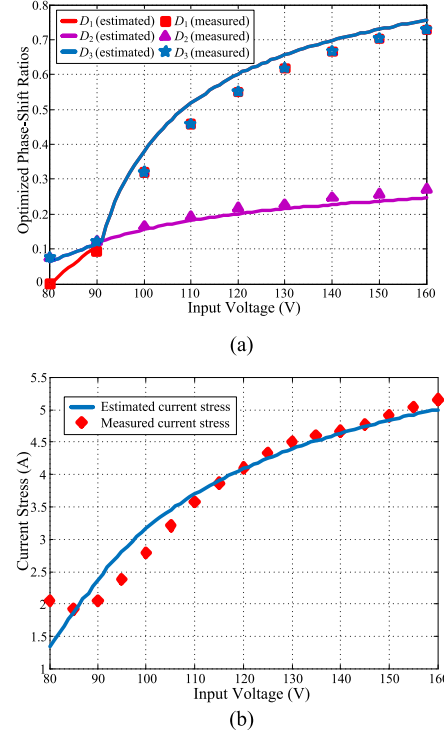 0.8
0.7
0.6
0.5
0.4
0.3
0.2
0.1
0
Optimized Phase-Shift Ratios
D1 (estimated) D1 (measured)
D2 (estimated) D2 (measured)
D3 (estimated) D3 (measured)
80 90 100 110 120 130 140 150 160
Input Voltage (V)
(a)
5.5
5
4.5
4
3.5
3
2.5
2
1.5
1
Current Stress (A)
Estimated current stress
Measured current stress
80 90 100 110 120 130 140 150 160
Input Voltage (V)
(b)